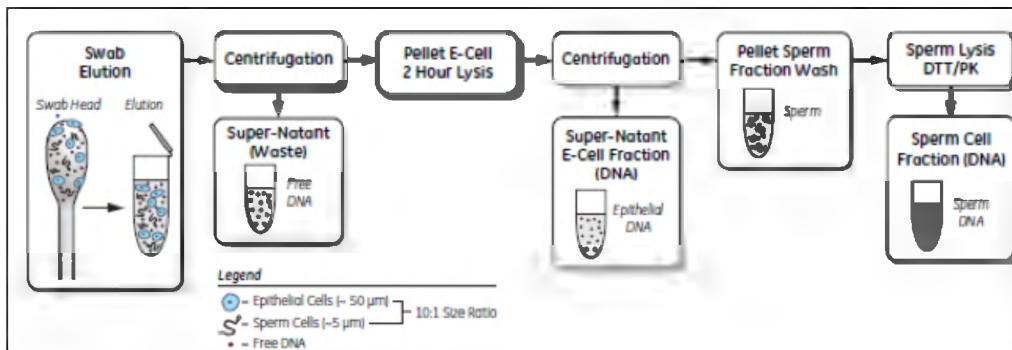 Swab
Elution
Swab Head
Elution
Centrifugation
Super-Natant
(Waste)
Free
DNA
Pellet E-Cell
2 Hour Lysis
Centrifugation
Super-Natant
E-Cell Fraction
(DNA)
Epithelial
DNA
Pellet Sperm
Fraction Wash
Sperm
Sperm Lysis
DTT/PK
Sperm Cell
Fraction (DNA)
Sperm
DNA
Legend
– Epithelial Cells (~ 50 µm)
– Sperm Cells (~5 µm)
10:1 Size Ratio
– Free DNA